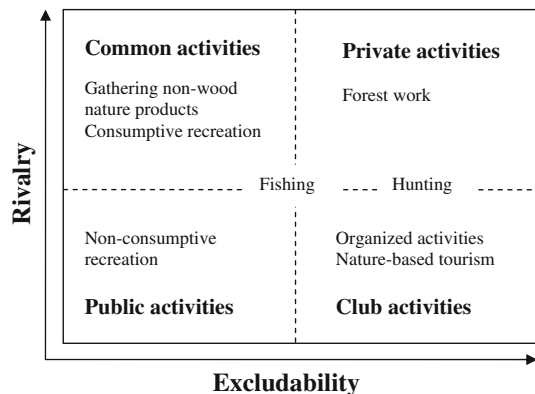 Common activities
Gathering non-wood
nature products
Consumptive recreation
Private activities
Forest work
Fishing
Hunting
Non-consumptive
recreation
Public activities
Organized activities
Nature-based tourism
Club activities
Rivalry
Excludability